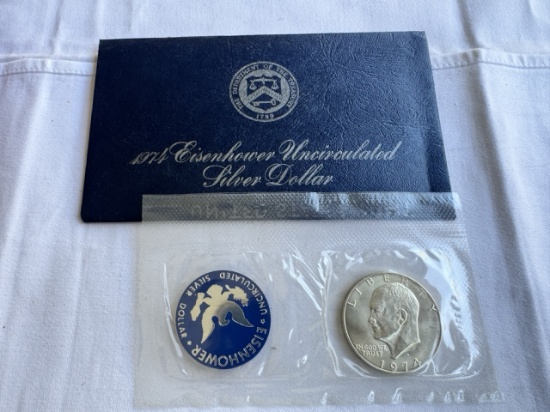 THE DEPARTMENT OF THE TREASURY
1789
1974 Eisenhower Uncirculated
Silver Dollar
EISENHOWER UNCIRCULATED SILVER DOLLAR
LIBERTY
IN GOD WE
TRUST
1974